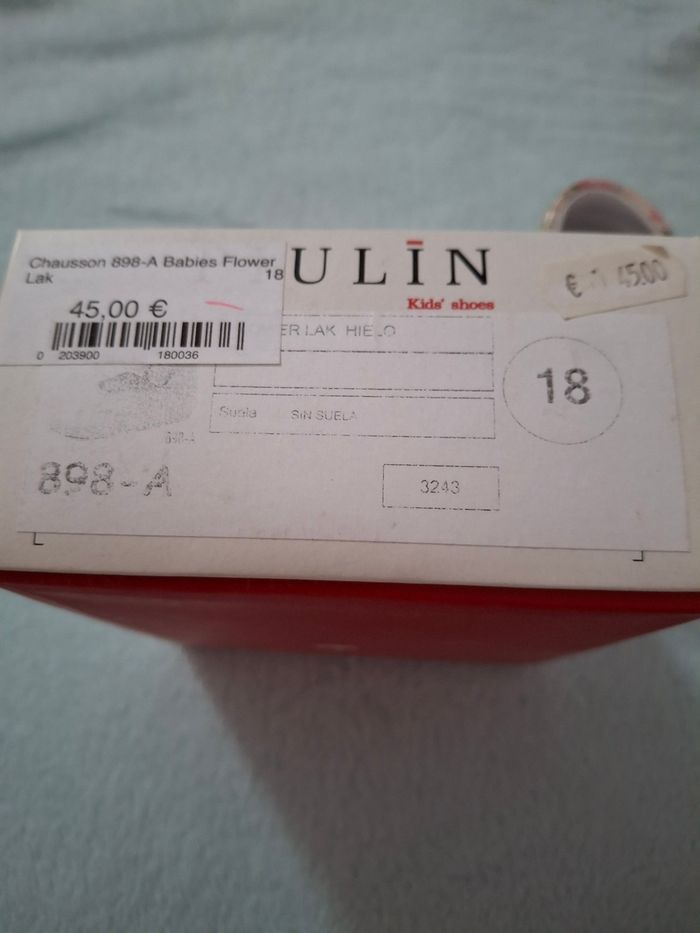 Chausson 898-A Babies Flower
Lak 18
45,00 €
0 203900 180036
ULIN
Kids' shoes
€ 45.00
ER LAK HIELO
18
Suela SIN SUELA
898-A
898-A
3243